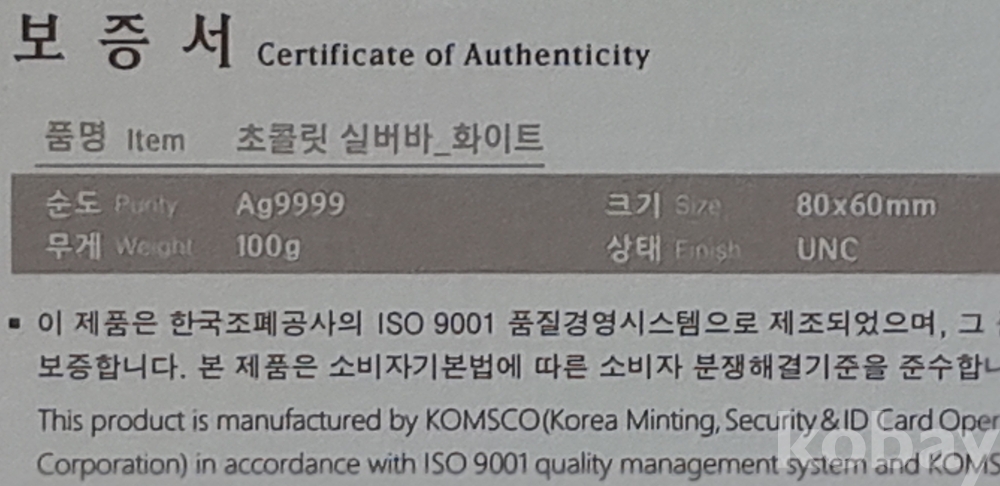 보증서 Certificate of Authenticity
품명 Item 초콜릿 실버바_화이트
순도 Purity Ag9999 크기 Size 80x60mm
무게 Weight 100g 상태 Finish UNC
▪ 이 제품은 한국조폐공사의 ISO 9001 품질경영시스템으로 제조되었으며, 그
보증합니다. 본 제품은 소비자기본법에 따른 소비자 분쟁해결기준을 준수합니
This product is manufactured by KOMSCO(Korea Minting, Security & ID Card Oper
Corporation) in accordance with ISO 9001 quality management system and KOMS
kobay